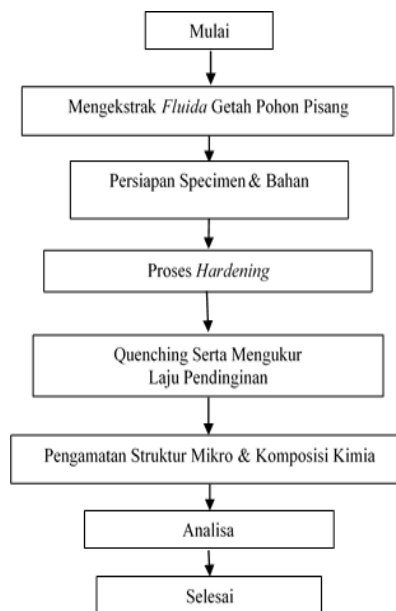 Mulai
Mengekstrak Fluida Getah Pohon Pisang
Persiapan Specimen & Bahan
Proses Hardening
Quenching Serta Mengukur
Laju Pendinginan
Pengamatan Struktur Mikro & Komposisi Kimia
Analisa
Selesai